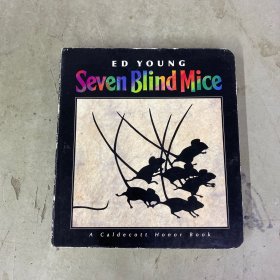 ED YOUNG
Seven Blind Mice
A Caldecott Honor Book